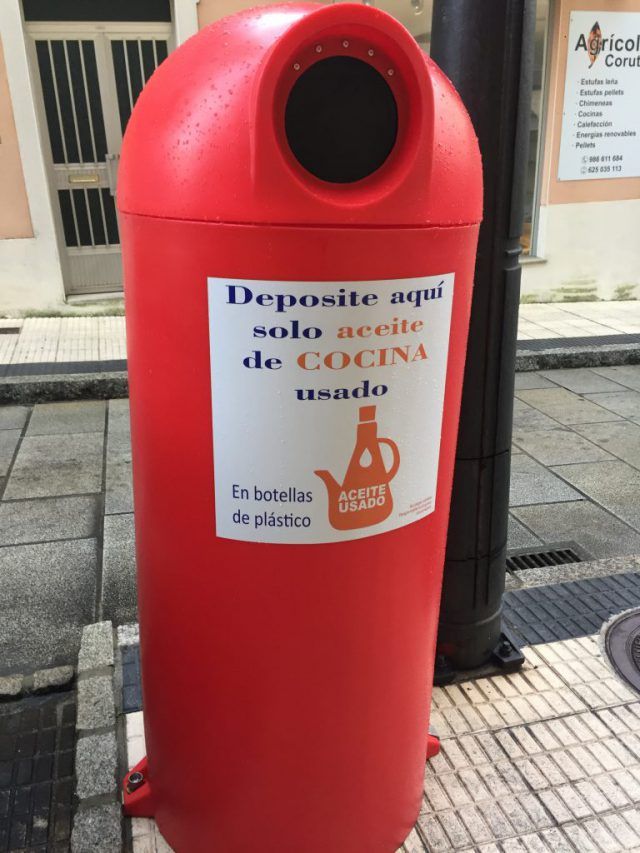 Deposite aquí
solo aceite
de COCINA
usado
En botellas
de plástico
ACEITE
USADO
Agrícol
Corut
· Estufas leña
· Estufas pellets
· Chimeneas
· Cocinas
· Calefacción
· Energías renovables
· Pellets
986 611 684
625 035 113